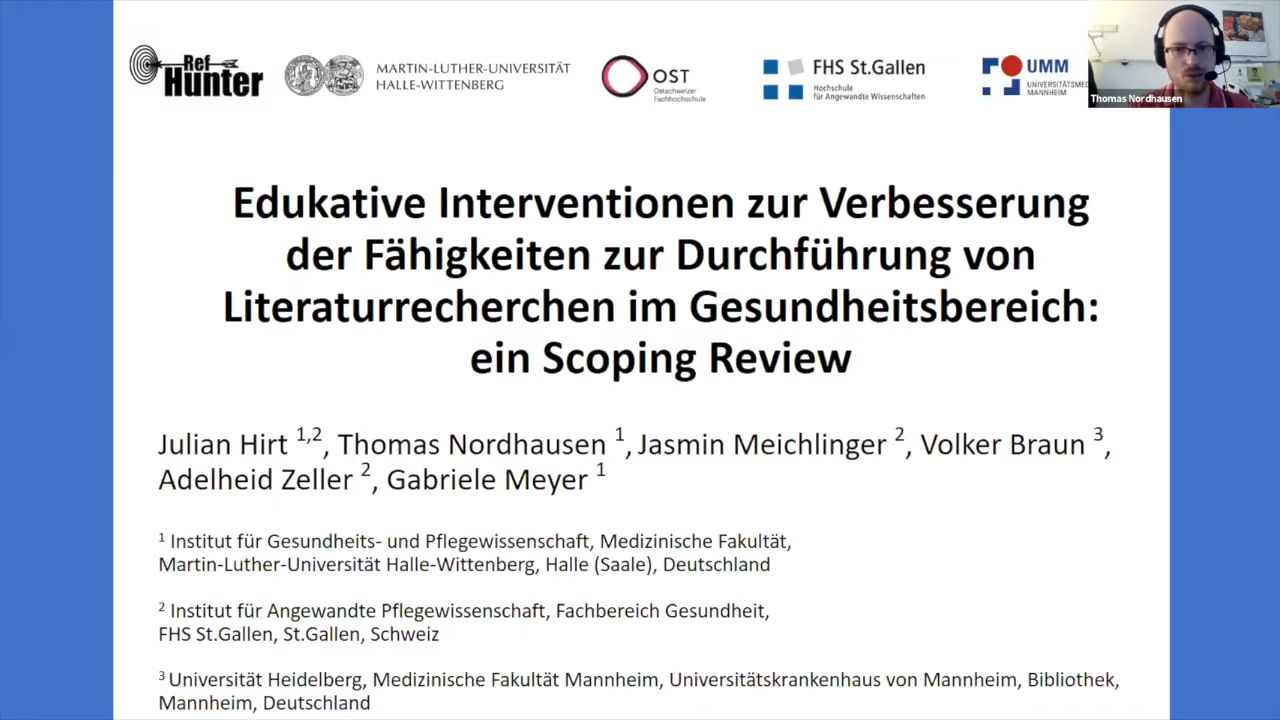 Ref
Hunter
MARTIN-LUTHER-UNIVERSITÄT
HALLE-WITTENBERG
OST
Ostschweizer
Fachhochschule
FHS St.Gallen
Hochschule
für Angewandte Wissenschaften
UMM
UNIVERSITÄTSMED
MANNHEIM
Thomas Nordhausen
Edukative Interventionen zur Verbesserung
der Fähigkeiten zur Durchführung von
Literaturrecherchen im Gesundheitsbereich:
ein Scoping Review
Julian Hirt 1,2, Thomas Nordhausen 1, Jasmin Meichlinger 2, Volker Braun 3,
Adelheid Zeller 2, Gabriele Meyer 1
1 Institut für Gesundheits- und Pflegewissenschaft, Medizinische Fakultät,
Martin-Luther-Universität Halle-Wittenberg, Halle (Saale), Deutschland
2 Institut für Angewandte Pflegewissenschaft, Fachbereich Gesundheit,
FHS St.Gallen, St.Gallen, Schweiz
3 Universität Heidelberg, Medizinische Fakultät Mannheim, Universitätskrankenhaus von Mannheim, Bibliothek,
Mannheim, Deutschland